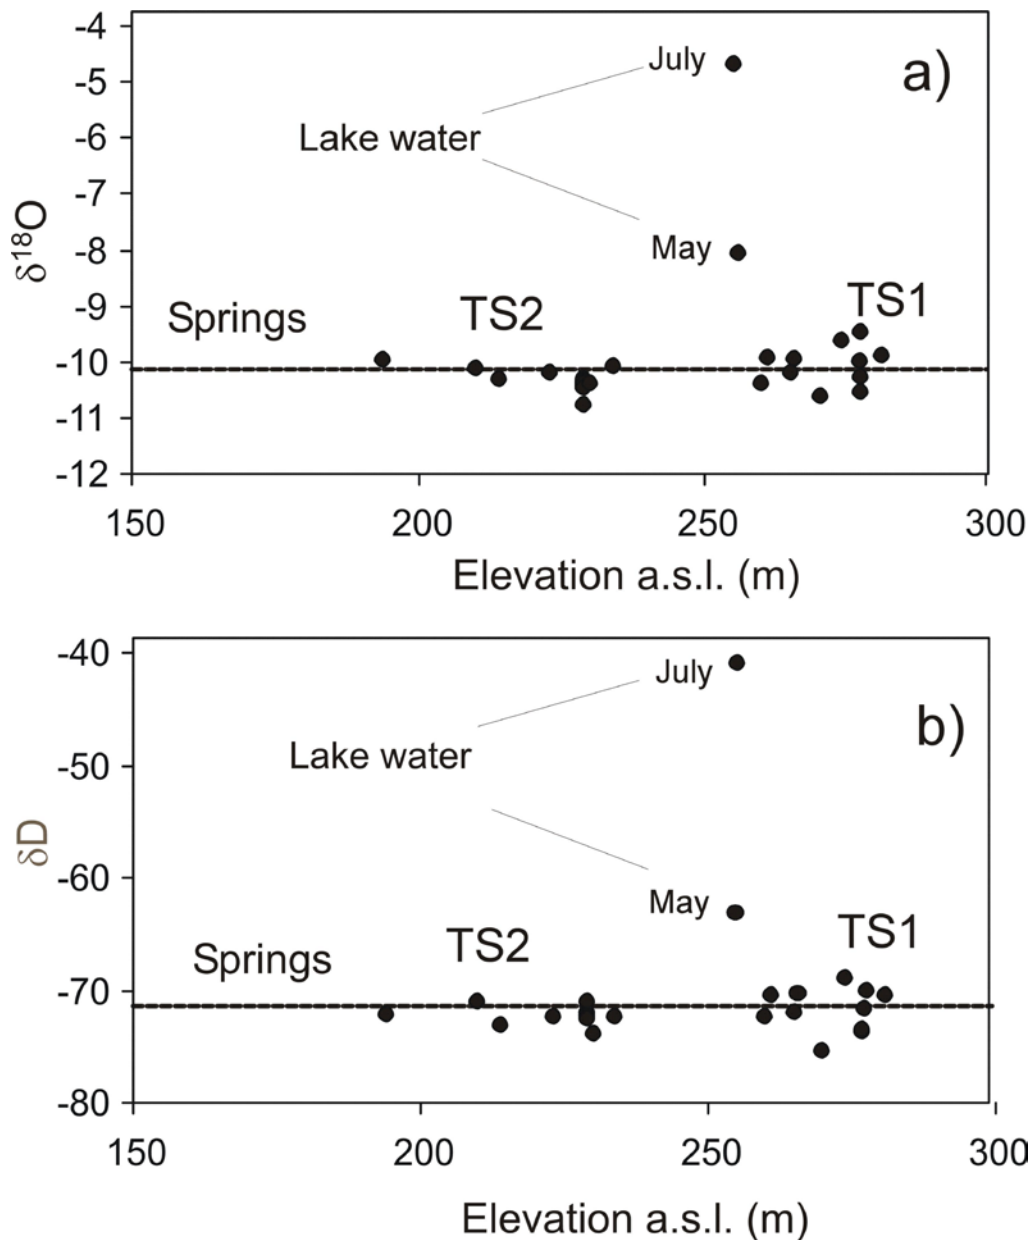 -4
July
a)
-5
Lake water
-6
-7
May
-8
δ¹⁸O
-9
Springs
TS2
TS1
-10
-11
-12
150
200
250
300
Elevation a.s.l. (m)
-40
July
b)
Lake water
-50
δD
-60
May
TS1
TS2
Springs
-70
-80
150
200
250
300
Elevation a.s.l. (m)